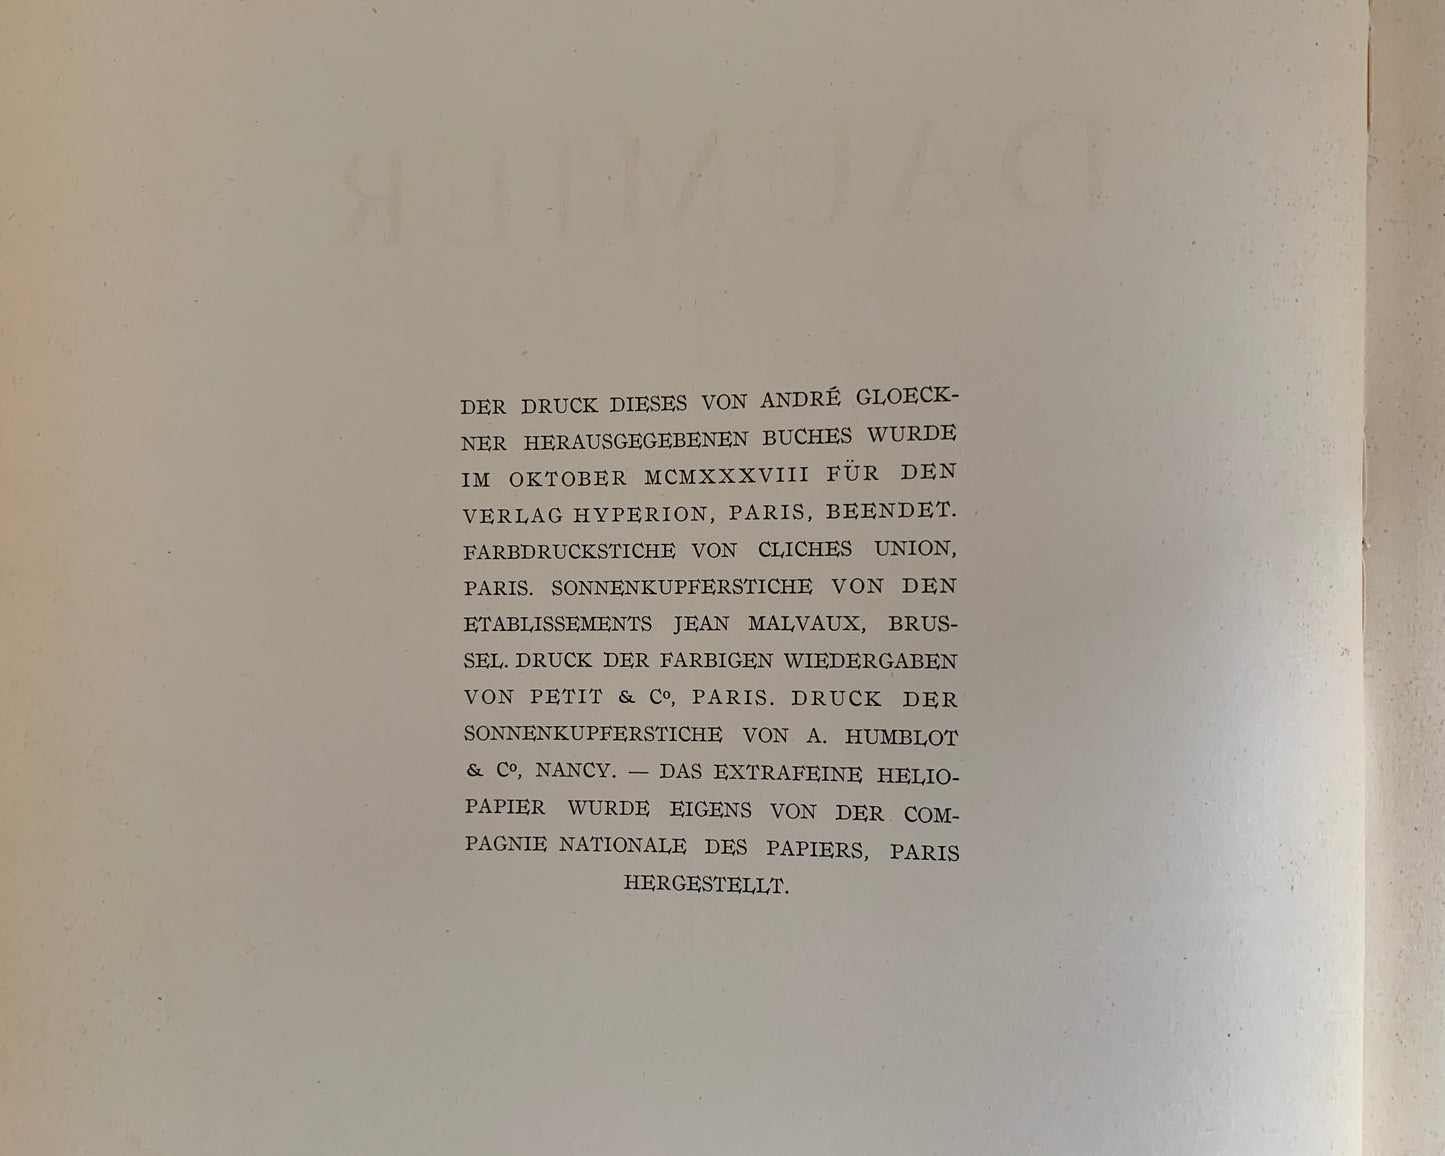 DAUMIER
DER DRUCK DIESES VON ANDRÉ GLOECK-
NER HERAUSGEGEBENEN BUCHES WURDE
IM OKTOBER MCMXXXVIII FÜR DEN
VERLAG HYPERION, PARIS, BEENDET.
FARBDRUCKSTICHE VON CLICHES UNION,
PARIS. SONNENKUPFERSTICHE VON DEN
ETABLISSEMENTS JEAN MALVAUX, BRUS-
SEL. DRUCK DER FARBIGEN WIEDERGABEN
VON PETIT & Cº, PARIS. DRUCK DER
SONNENKUPFERSTICHE VON A. HUMBLOT
& Cº, NANCY. — DAS EXTRAFEINE HELIO-
PAPIER WURDE EIGENS VON DER COM-
PAGNIE NATIONALE DES PAPIERS, PARIS
HERGESTELLT.